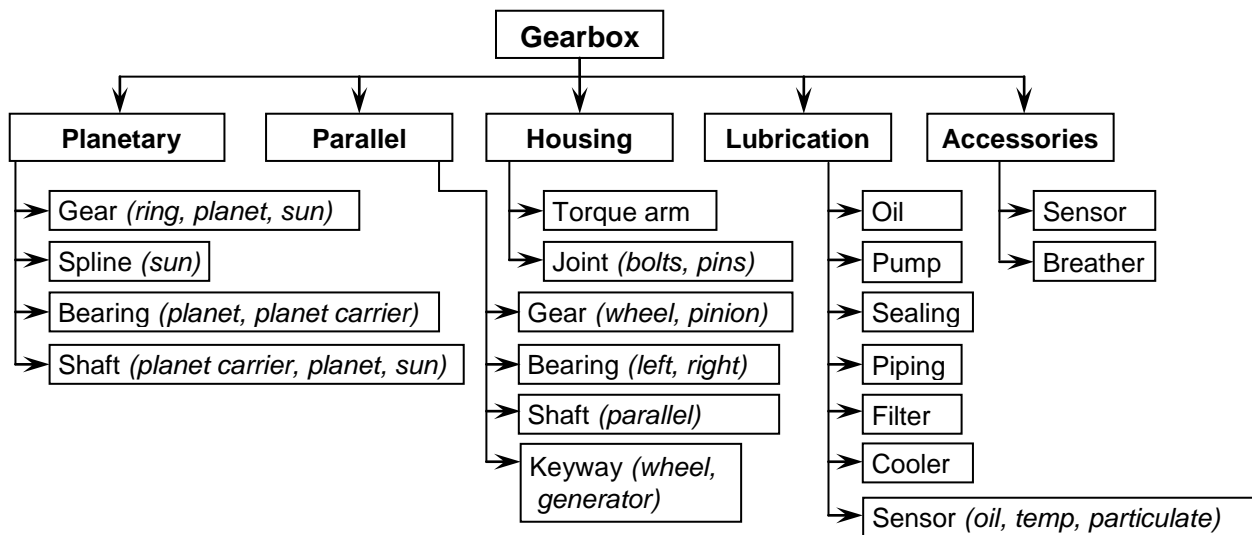 Gearbox
Planetary
Parallel
Housing
Lubrication
Accessories
Gear (ring, planet, sun)
Spline (sun)
Bearing (planet, planet carrier)
Shaft (planet carrier, planet, sun)
Torque arm
Joint (bolts, pins)
Gear (wheel, pinion)
Bearing (left, right)
Shaft (parallel)
Keyway (wheel,
generator)
Oil
Pump
Sealing
Piping
Filter
Cooler
Sensor (oil, temp, particulate)
Sensor
Breather